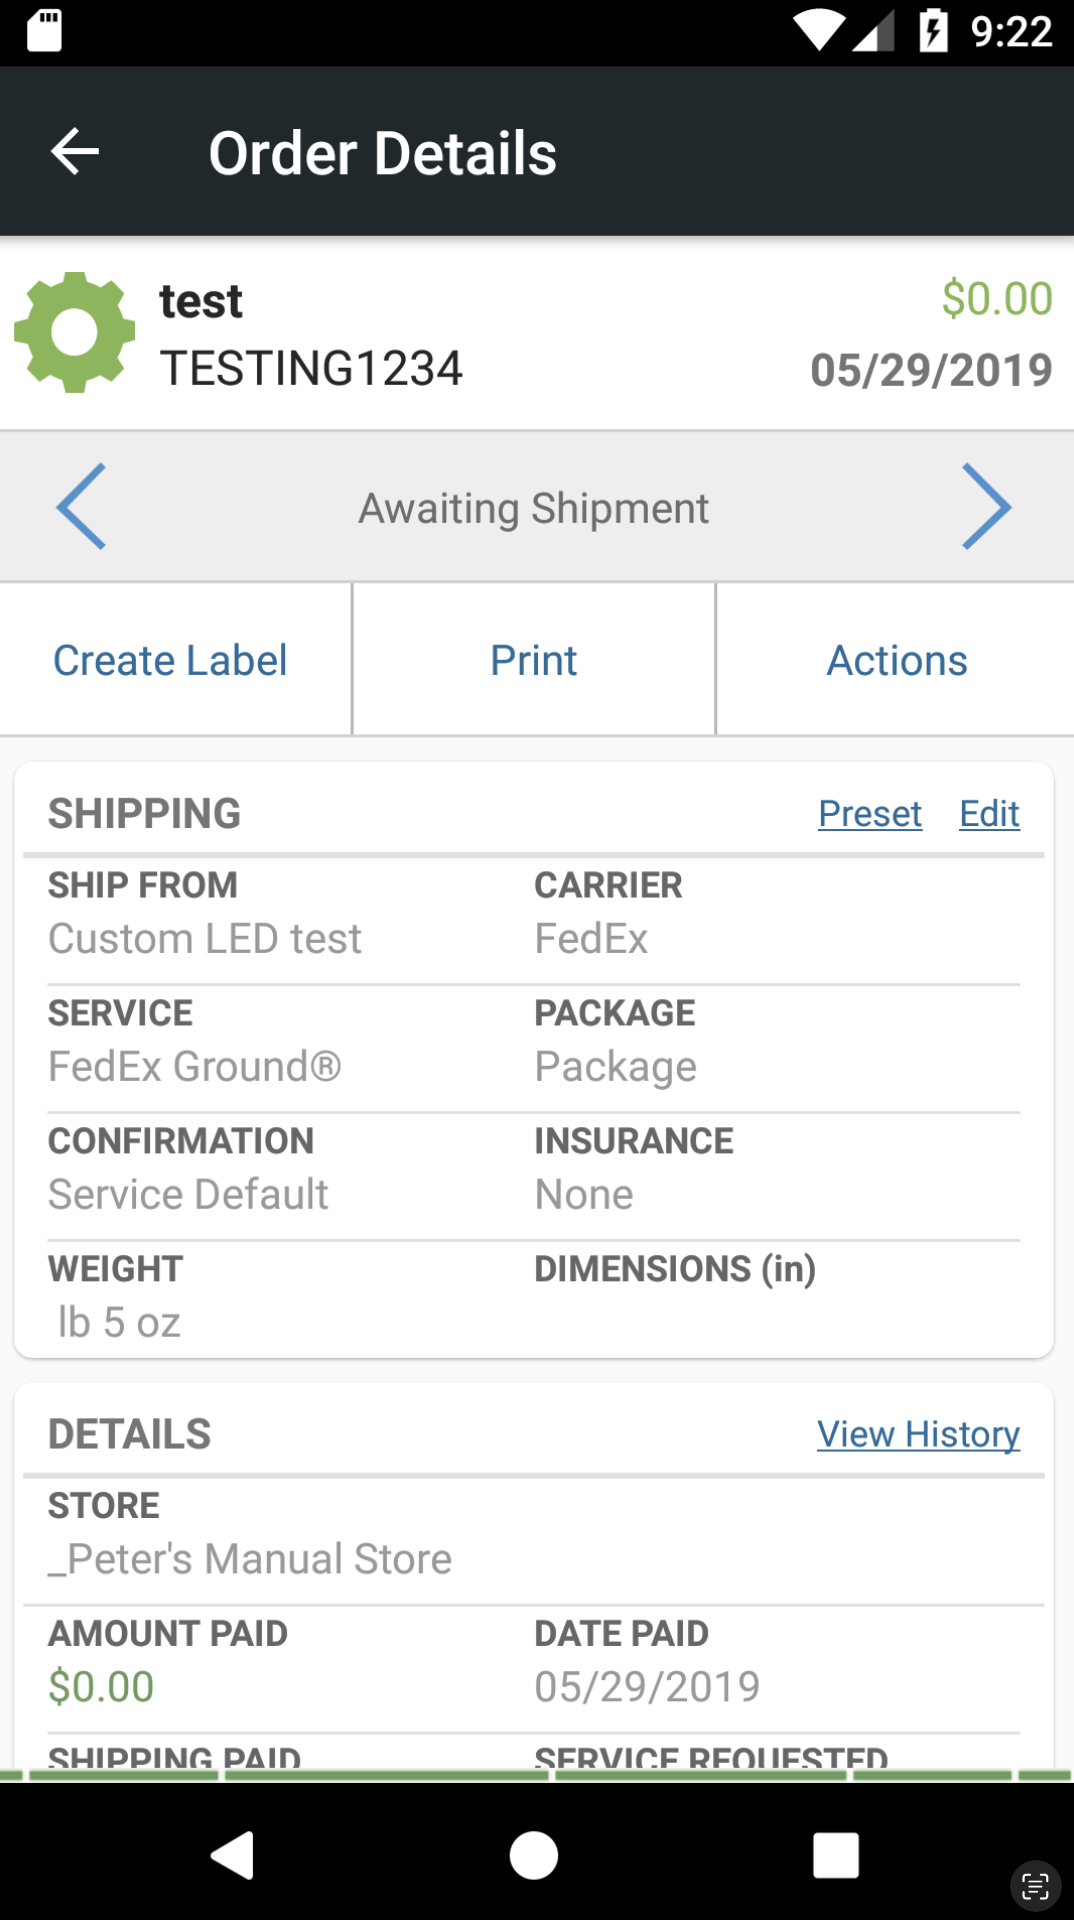 9:22
Order Details
test $0.00
TESTING1234 05/29/2019
Awaiting Shipment
Create Label Print Actions
SHIPPING Preset Edit
SHIP FROM CARRIER
Custom LED test FedEx
SERVICE PACKAGE
FedEx Ground® Package
CONFIRMATION INSURANCE
Service Default None
WEIGHT DIMENSIONS (in)
lb 5 oz
DETAILS View History
STORE
_Peter's Manual Store
AMOUNT PAID DATE PAID
$0.00 05/29/2019
SHIPPING PAID SERVICE REQUESTED